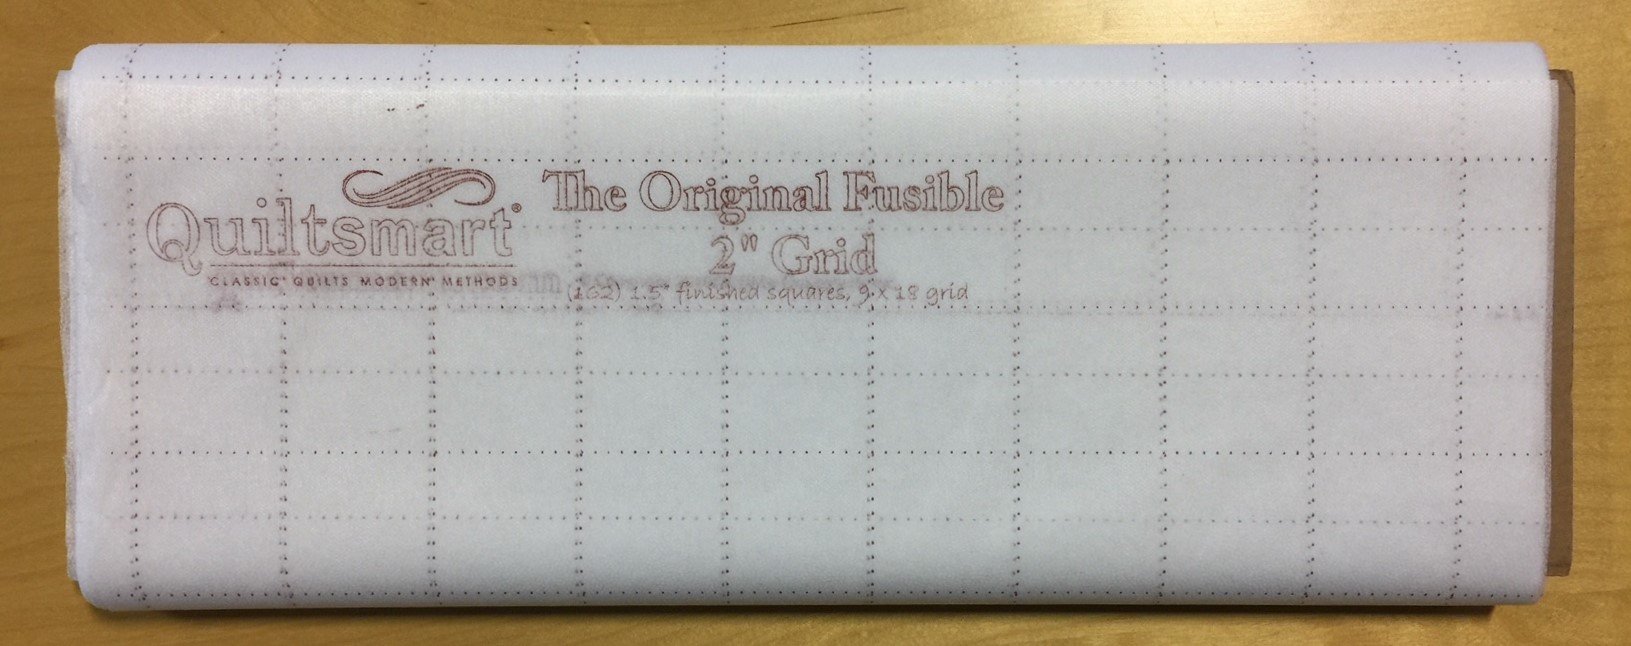 Quiltsmart®
CLASSIC QUILTS MODERN METHODS
The Original Fusible
2" Grid
(162) 1.5" finished squares, 9 x 18 grid